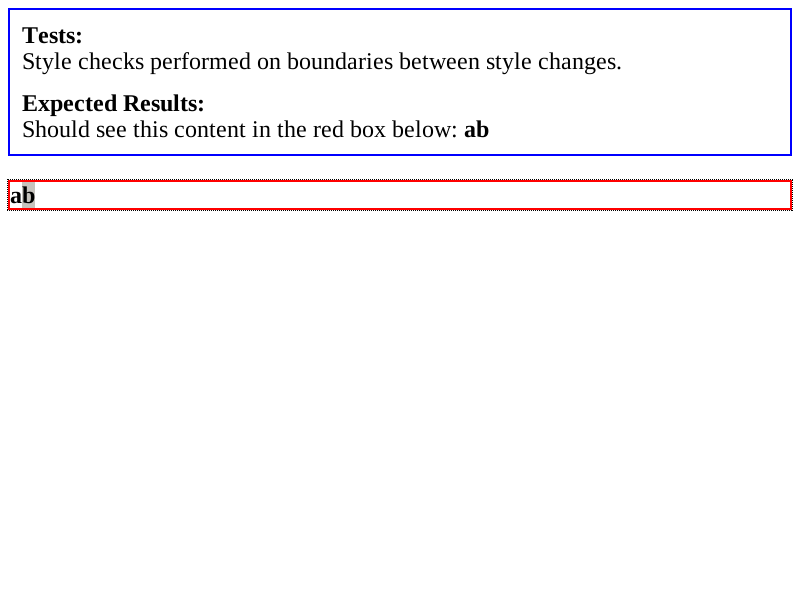 Tests:
Style checks performed on boundaries between style changes.
Expected Results:
Should see this content in the red box below: ab
ab